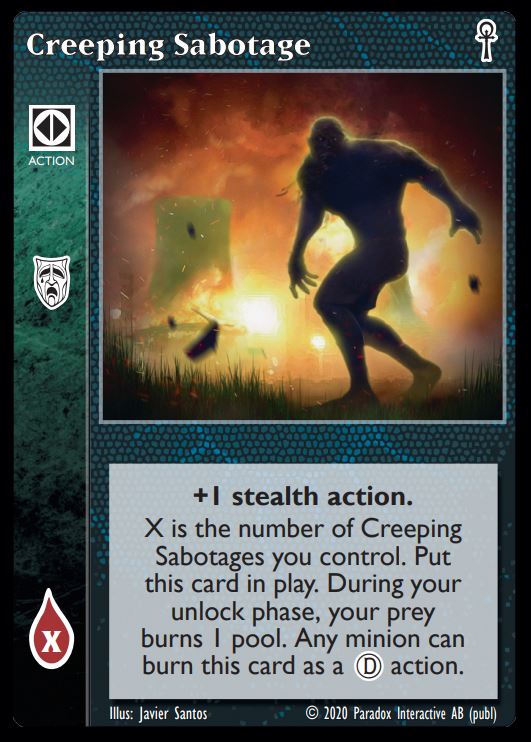 Creeping Sabotage
ACTION
+1 stealth action.
X is the number of Creeping
Sabotages you control. Put
this card in play. During your
unlock phase, your prey
burns 1 pool. Any minion can
burn this card as a Ⓓ action.
X
Illus: Javier Santos © 2020 Paradox Interactive AB (publ)